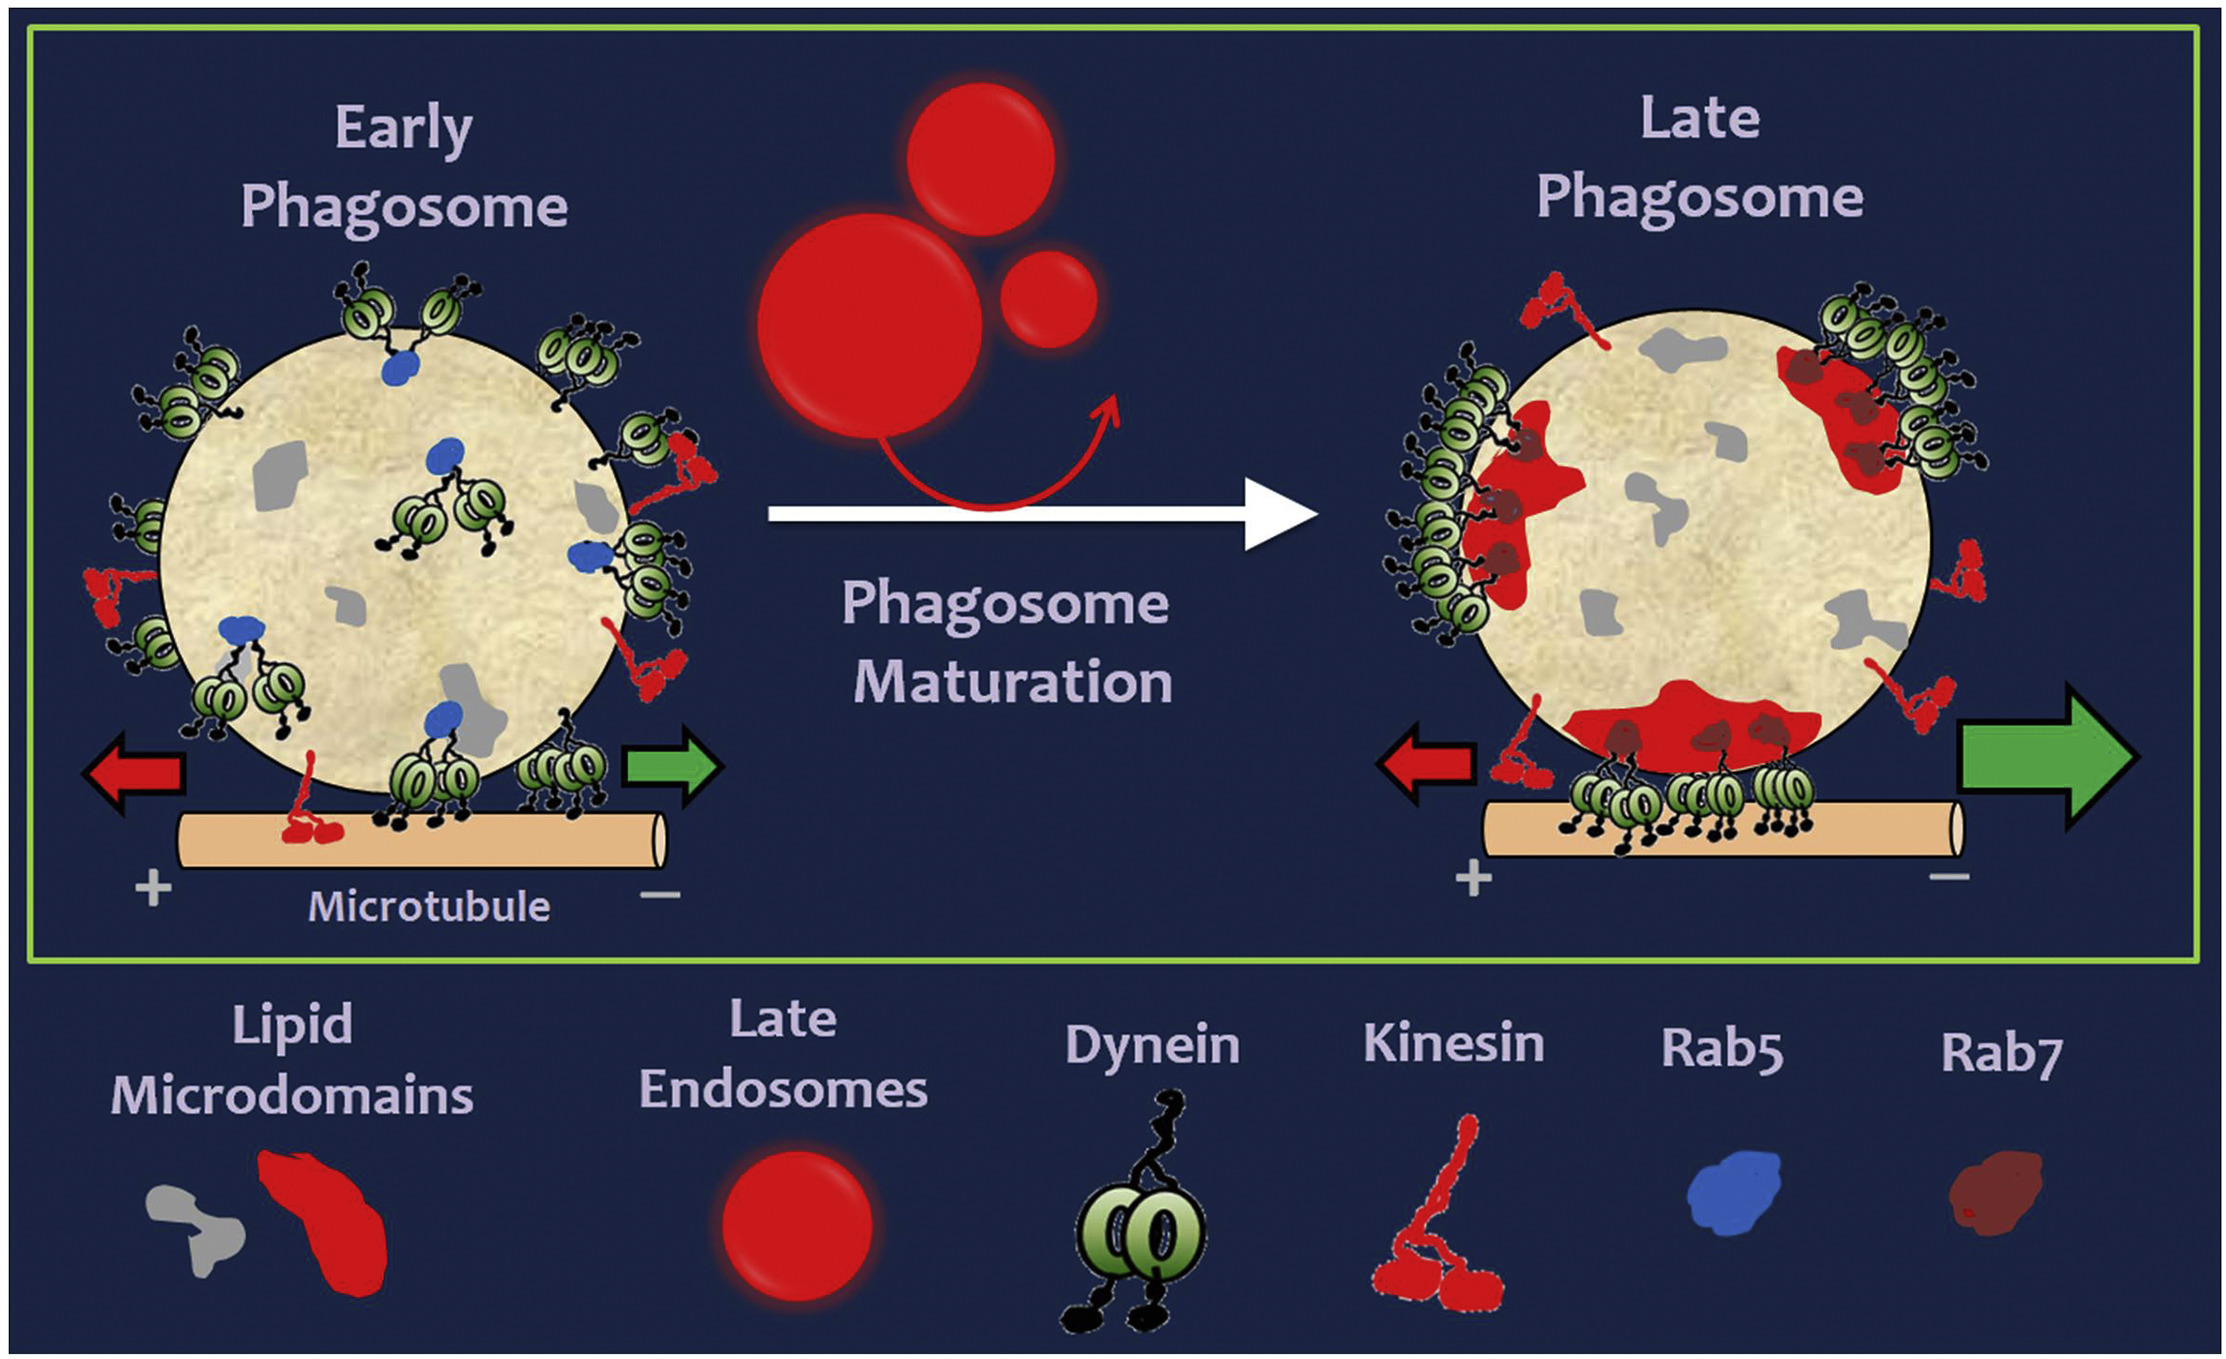 Early
Phagosome
Late
Phagosome
Phagosome
Maturation
+
−
Microtubule
+
−
Lipid
Microdomains
Late
Endosomes
Dynein
Kinesin
Rab5
Rab7